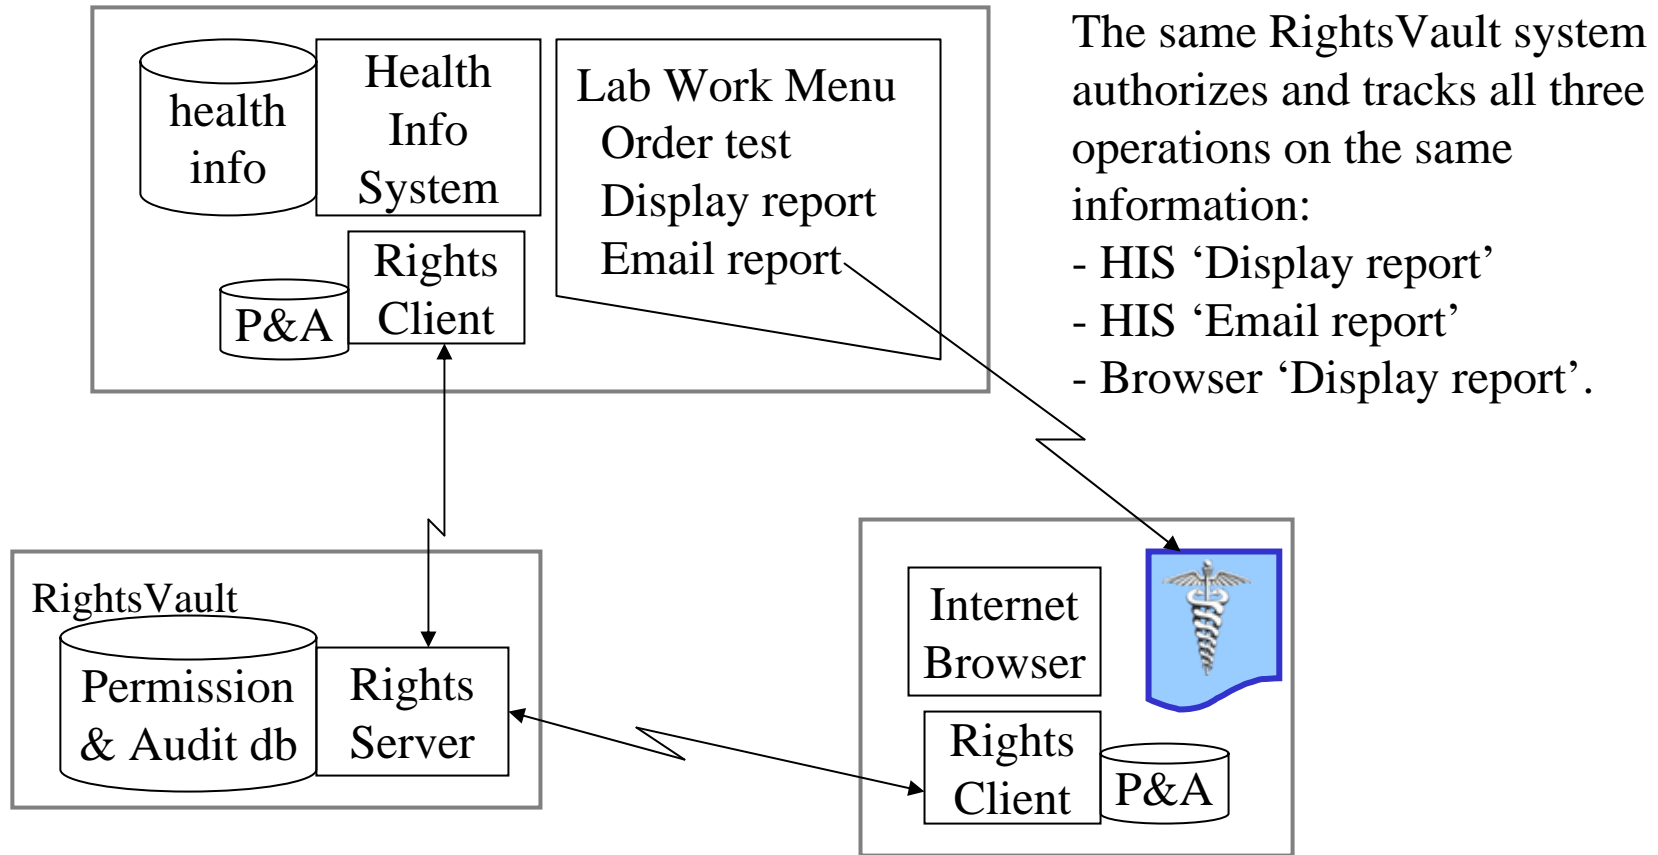 health
info
Health
Info
System
Rights
Client
P&A
Lab Work Menu
Order test
Display report
Email report
The same RightsVault system
authorizes and tracks all three
operations on the same
information:
- HIS ‘Display report’
- HIS ‘Email report’
- Browser ‘Display report’.
RightsVault
Permission
& Audit db
Rights
Server
Internet
Browser
Rights
Client
P&A